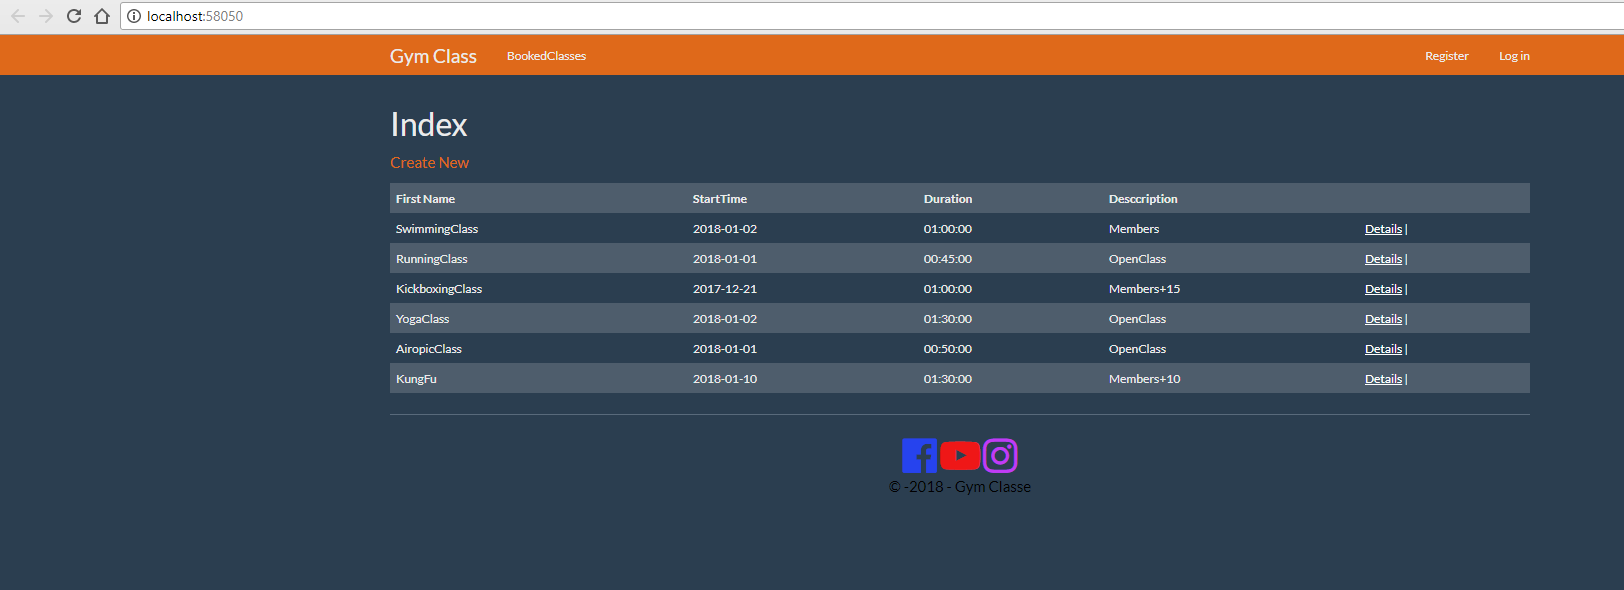 localhost:58050
Gym Class BookedClasses Register Log in
Index
Create New
First Name StartTime Duration Desccription
SwimmingClass 2018-01-02 01:00:00 Members Details |
RunningClass 2018-01-01 00:45:00 OpenClass Details |
KickboxingClass 2017-12-21 01:00:00 Members+15 Details |
YogaClass 2018-01-02 01:30:00 OpenClass Details |
AiropicClass 2018-01-01 00:50:00 OpenClass Details |
KungFu 2018-01-10 01:30:00 Members+10 Details |
© -2018 - Gym Classe